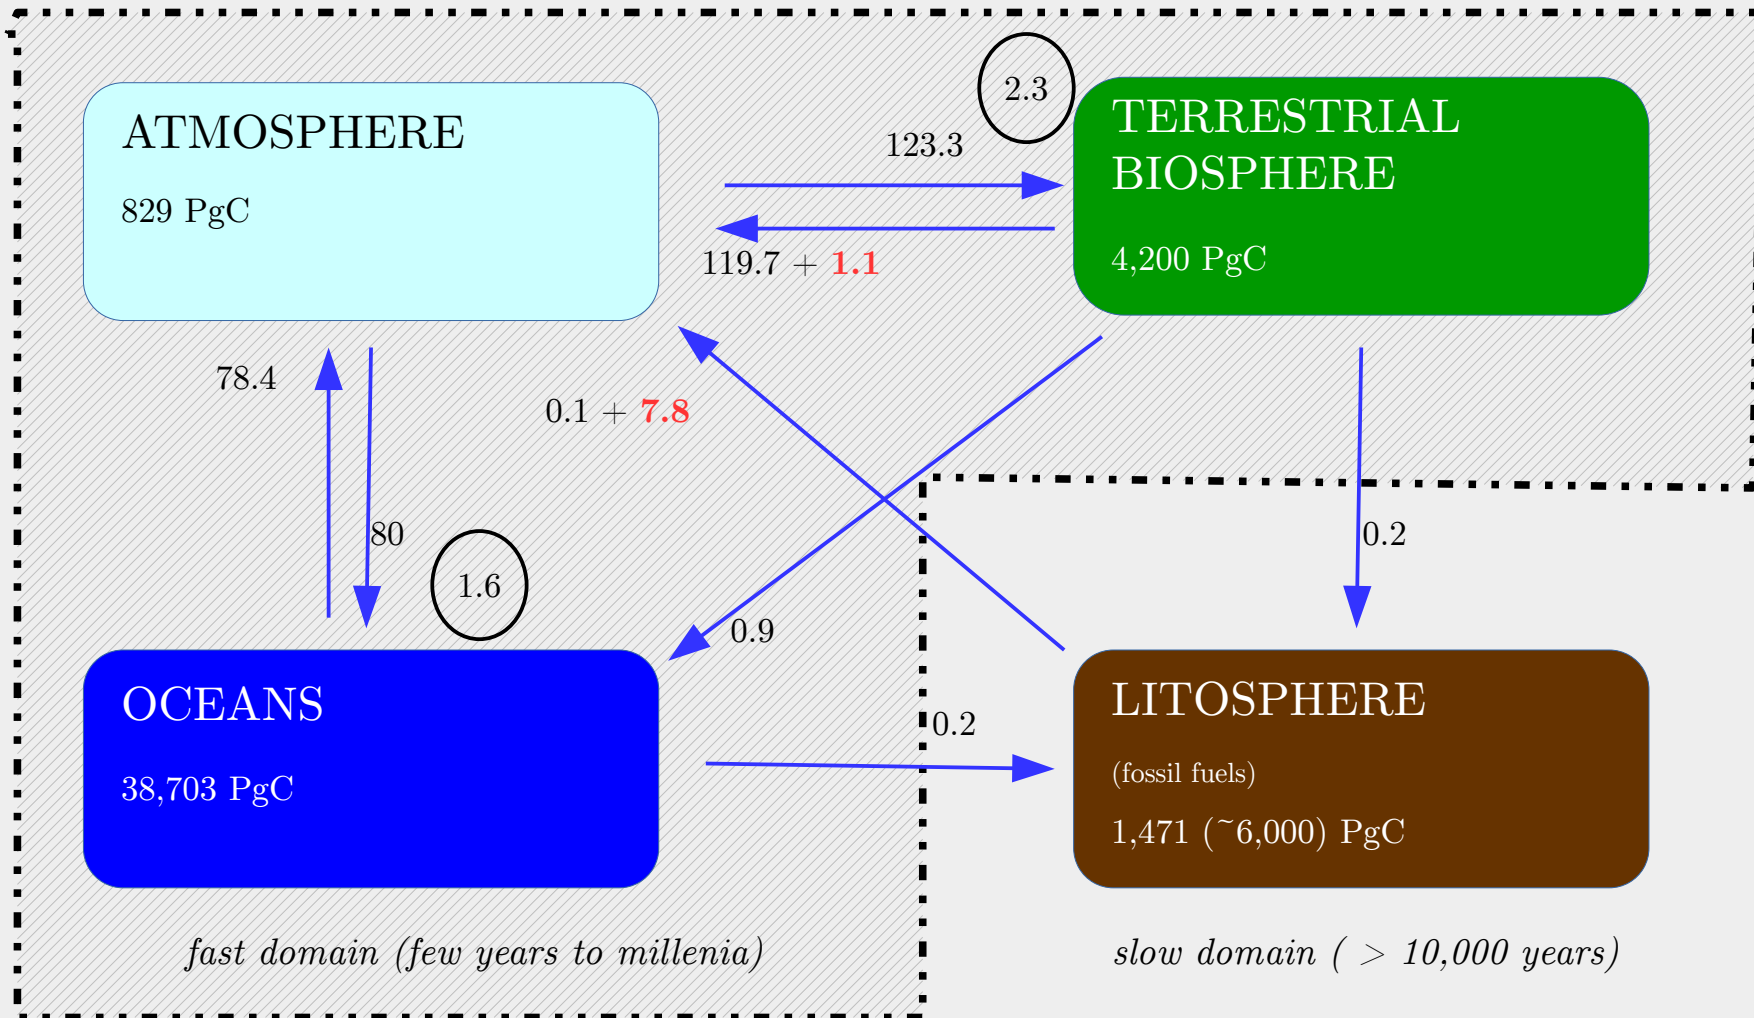 ATMOSPHERE
829 PgC
2.3
123.3
119.7 + 1.1
TERRESTRIAL
BIOSPHERE
4,200 PgC
78.4
0.1 + 7.8
80
1.6
0.9
0.2
0.2
OCEANS
38,703 PgC
LITOSPHERE
(fossil fuels)
1,471 (~6,000) PgC
fast domain (few years to millenia)
slow domain ( > 10,000 years)